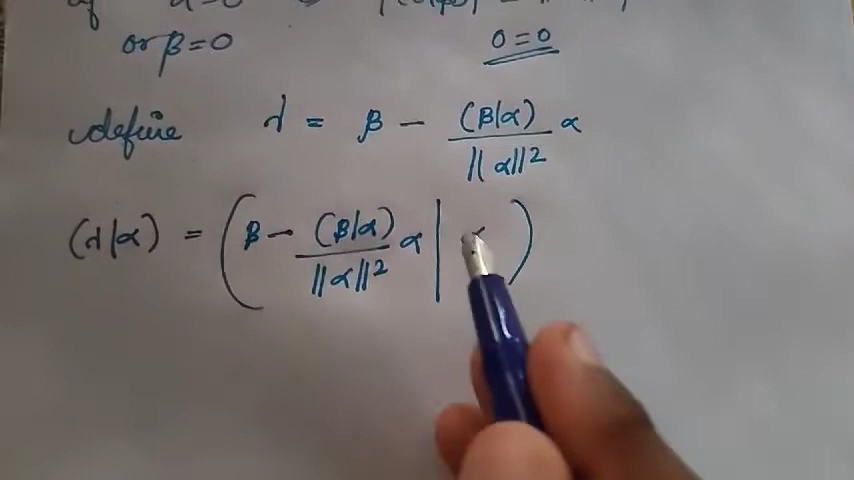 or β=0 0=0
define γ = β − (β|α)/||α||² α
(γ|α) = (β − (β|α)/||α||² α | α)